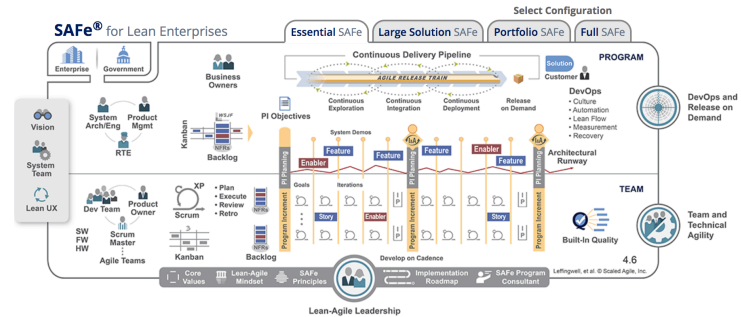 Select Configuration
SAFe® for Lean Enterprises
Essential SAFe
Large Solution SAFe
Portfolio SAFe
Full SAFe
Enterprise
Government
Business
Owners
Continuous Delivery Pipeline
AGILE RELEASE TRAIN
Continuous
Exploration
Continuous
Integration
Continuous
Deployment
Release
on Demand
Solution
Customer
PROGRAM
DevOps
• Culture
• Automation
• Lean Flow
• Measurement
• Recovery
DevOps and
Release on
Demand
Vision
System
Team
Lean UX
System
Arch/Eng
Product
Mgmt
RTE
Kanban
WSJF
NFRs
Backlog
PI Objectives
System Demos
PI Planning
Enabler
Feature
Feature
I&A
PI Planning
Feature
Enabler
Feature
I&A
PI Planning
Architectural
Runway
TEAM
Dev Team
Product
Owner
Scrum
Master
SW
FW
HW
Agile Teams
XP
Scrum
• Plan
• Execute
• Review
• Retro
Kanban
NFRs
NFRs
Backlog
Program Increment
Goals
Iterations
Story
Enabler
I
P
I
P
Program Increment
Story
I
P
I
P
Program Increment
Built-In Quality
Team and
Technical
Agility
Develop on Cadence
4.6
Leffingwell, et al. © Scaled Agile, Inc.
Core
Values
Lean-Agile
Mindset
SAFe
Principles
Implementation
Roadmap
SAFe Program
Consultant
Lean-Agile Leadership